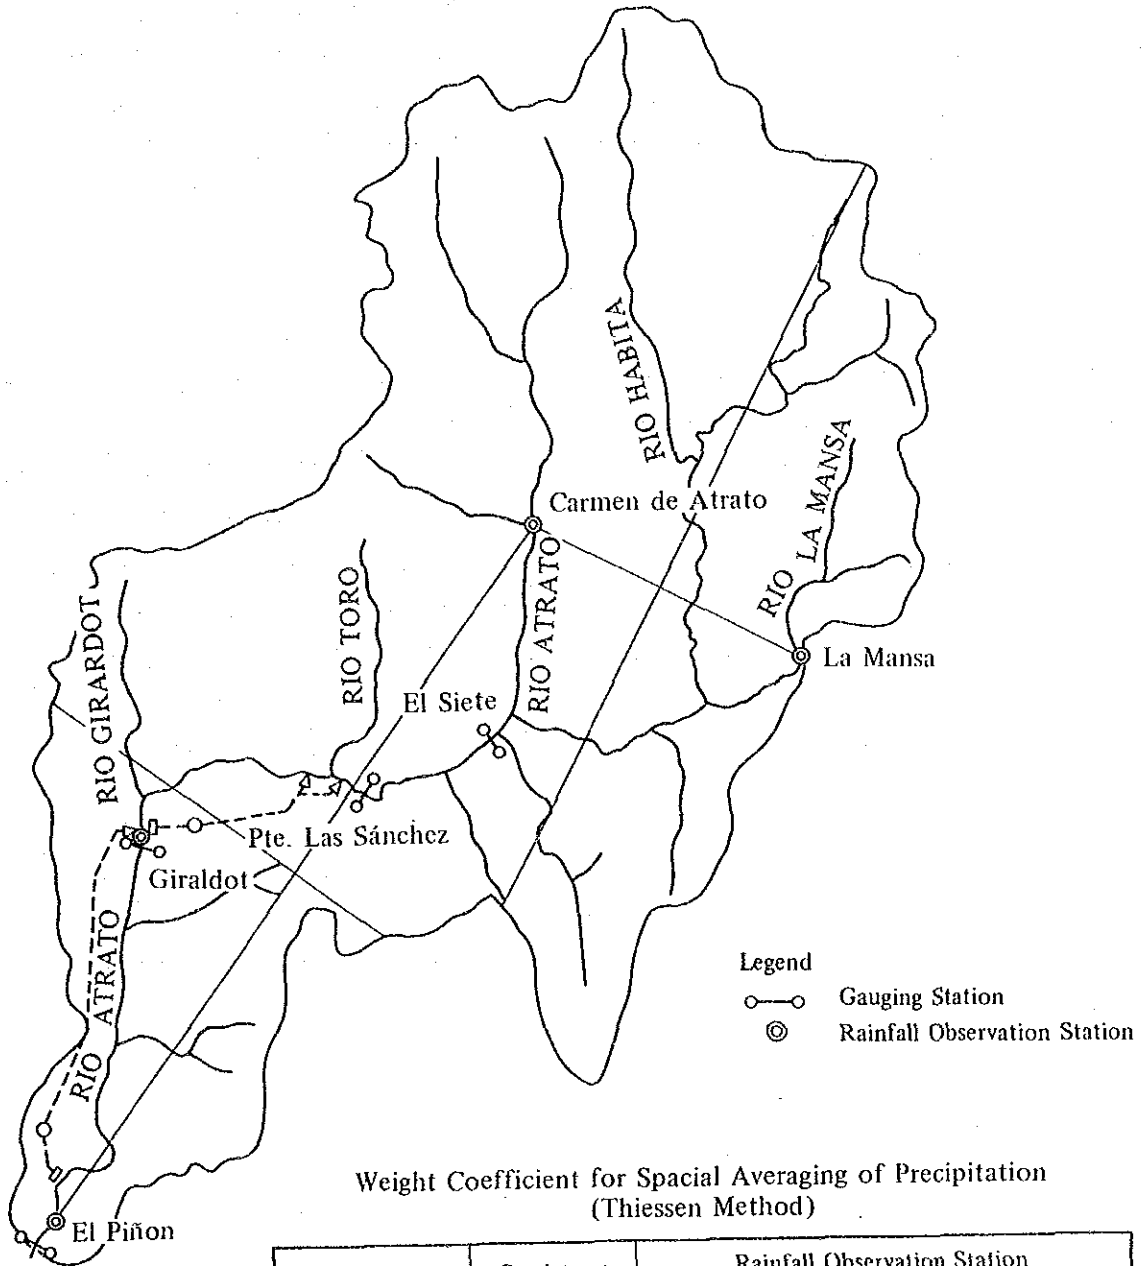 RIO HABITA
Carmen de Atrato
RIO LA MANSA
La Mansa
RIO ATRATO
RIO TORO
El Siete
RIO GIRARDOT
Pte. Las Sánchez
Giraldot
RIO ATRATO
El Piñon
Legend
Gauging Station
Rainfall Observation Station
Weight Coefficient for Spacial Averaging of Precipitation
(Thiessen Method)
Rainfall Observation Station